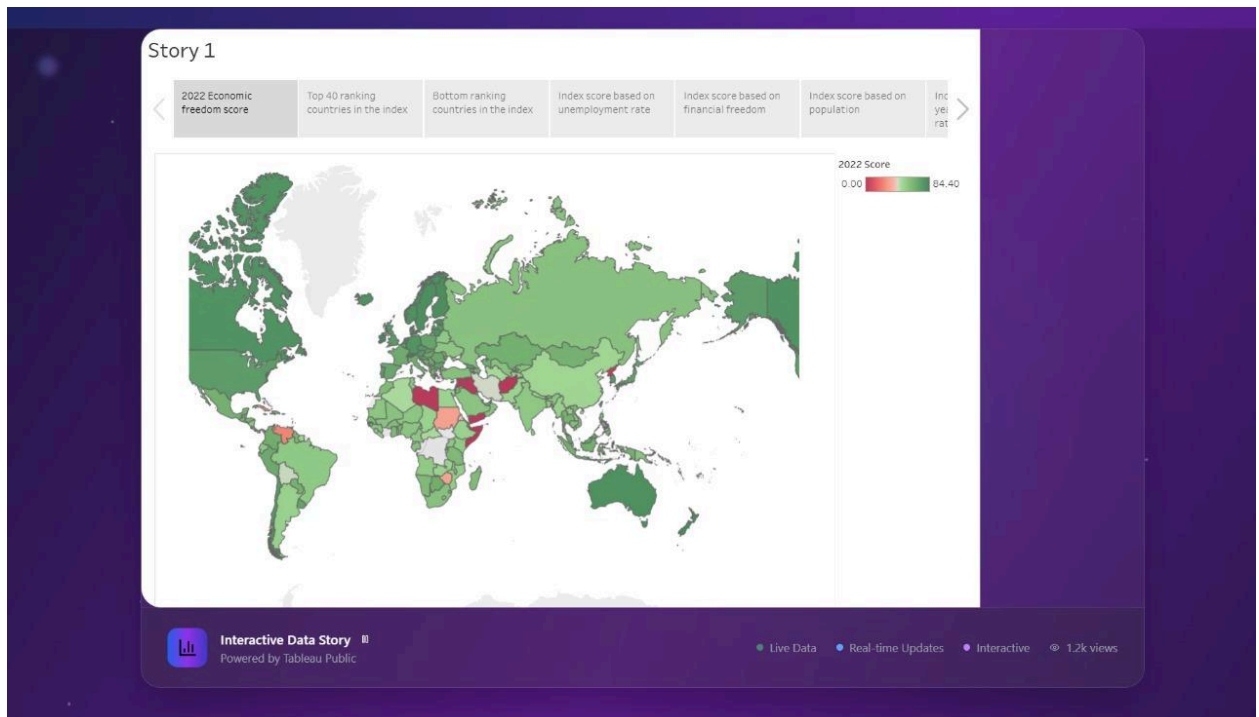 Story 1
2022 Economic
freedom score
Top 40 ranking
countries in the index
Bottom ranking
countries in the index
Index score based on
unemployment rate
Index score based on
financial freedom
Index score based on
population
2022 Score
0.00
84.40
Interactive Data Story
Powered by Tableau Public
Live Data
Real-time Updates
Interactive
1.2k views